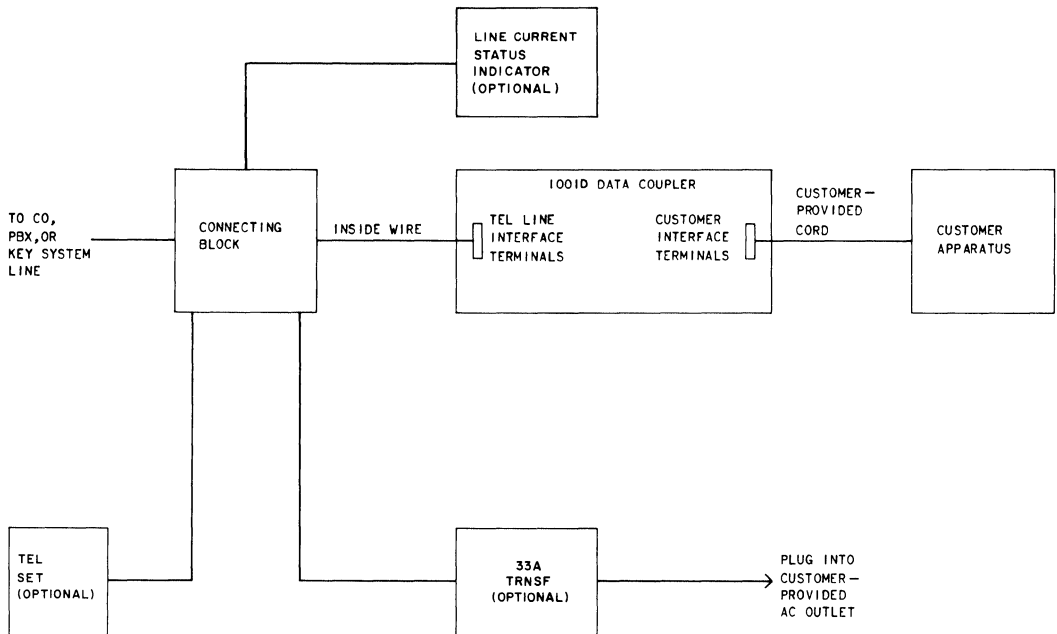 LINE CURRENT
STATUS
INDICATOR
(OPTIONAL)
TO CO,
PBX, OR
KEY SYSTEM
LINE
CONNECTING
BLOCK
INSIDE WIRE
1001D DATA COUPLER
TEL LINE
INTERFACE
TERMINALS
CUSTOMER
INTERFACE
TERMINALS
CUSTOMER—
PROVIDED
CORD
CUSTOMER
APPARATUS
TEL
SET
(OPTIONAL)
33A
TRNSF
(OPTIONAL)
PLUG INTO
CUSTOMER—
PROVIDED
AC OUTLET